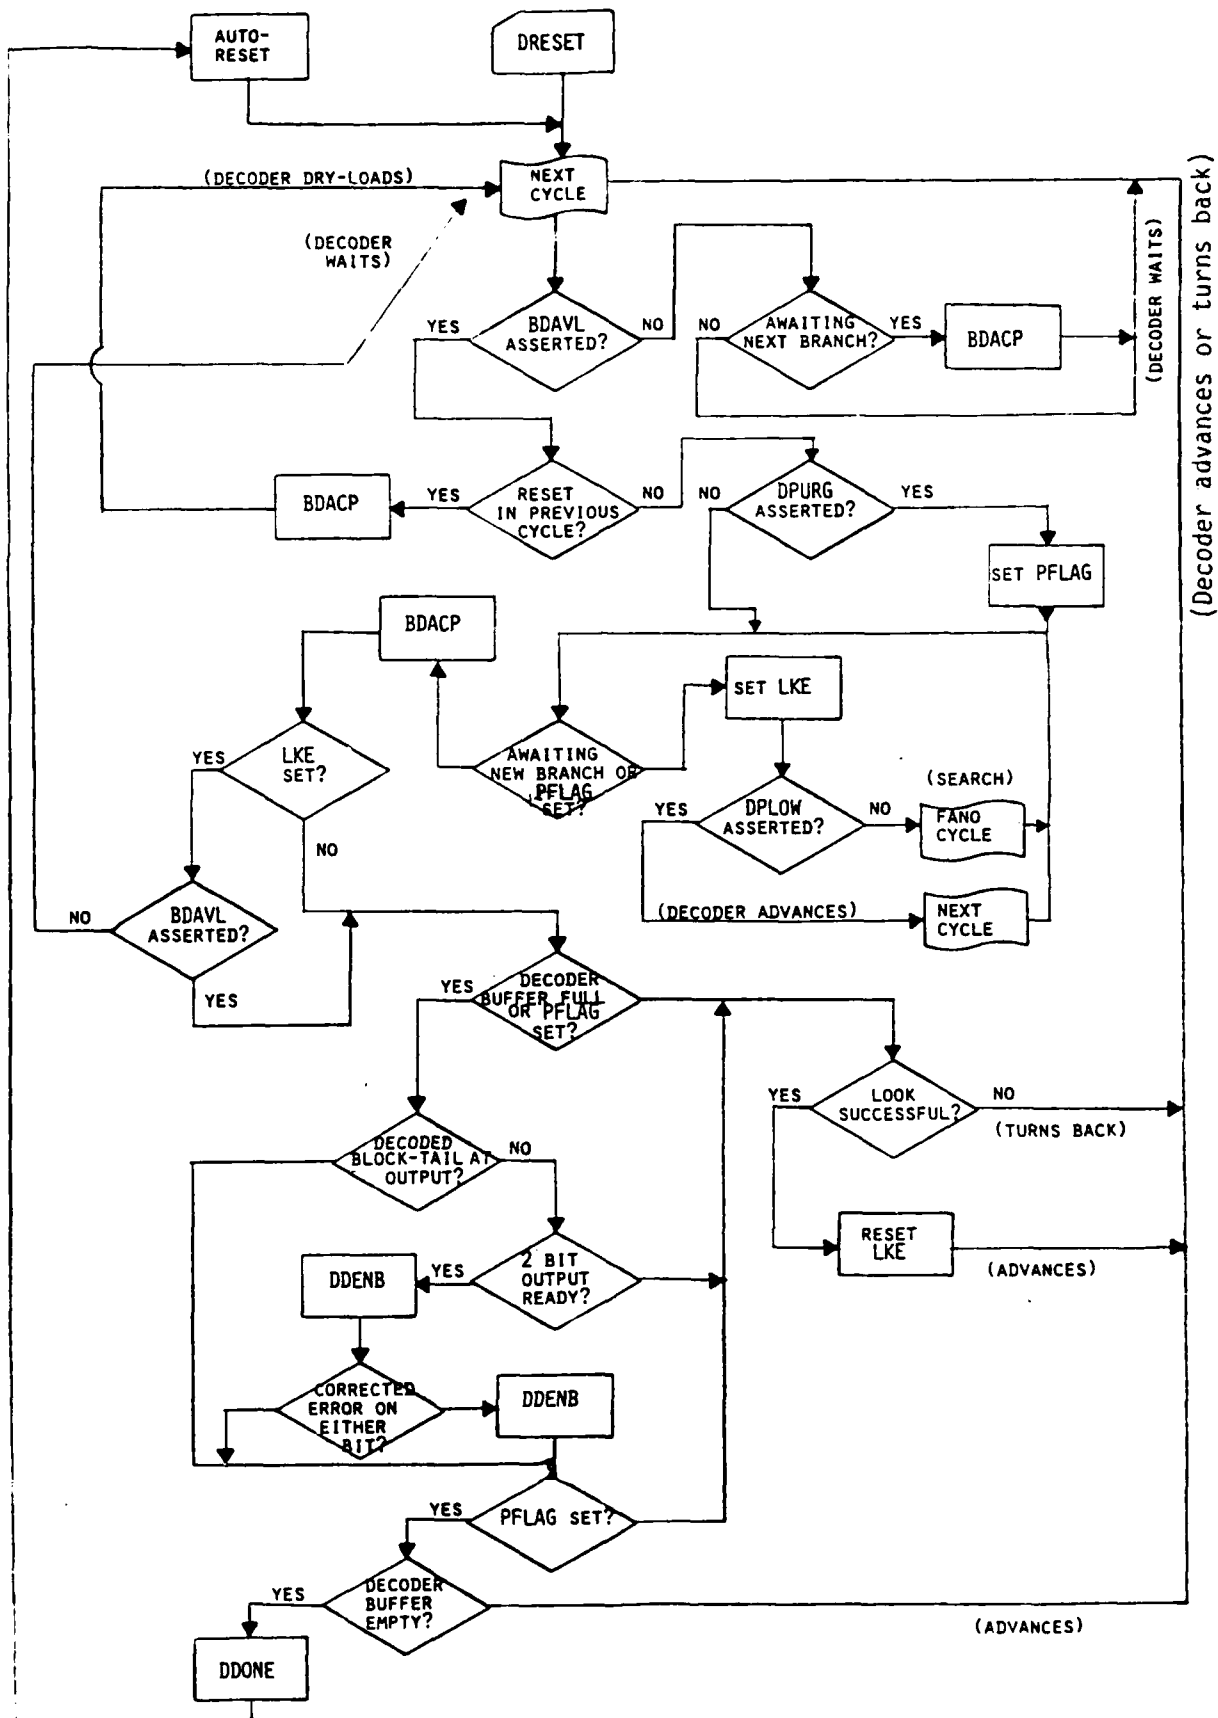 AUTO-
RESET
DRESET
(DECODER DRY-LOADS)
NEXT
CYCLE
(DECODER
WAITS)
YES
BDAVL
ASSERTED?
NO
NO
AWAITING
NEXT BRANCH?
YES
BDACP
(DECODER WAITS)
(Decoder advances or turns back)
BDACP
YES
RESET
IN PREVIOUS
CYCLE?
NO
NO
DPURG
ASSERTED?
YES
SET PFLAG
BDACP
SET LKE
YES
LKE
SET?
NO
AWAITING
NEW BRANCH OR
PFLAG
SET?
YES
DPLOW
ASSERTED?
NO
(SEARCH)
FANO
CYCLE
NO
BDAVL
ASSERTED?
YES
(DECODER ADVANCES)
NEXT
CYCLE
YES
DECODER
BUFFER FULL
OR PFLAG
SET?
YES
LOOK
SUCCESSFUL?
NO
(TURNS BACK)
DECODED
BLOCK-TAIL AT
OUTPUT?
NO
RESET
LKE
(ADVANCES)
DDENB
YES
2 BIT
OUTPUT
READY?
CORRECTED
ERROR ON
EITHER
BIT?
DDENB
YES
PFLAG SET?
YES
DECODER
BUFFER
EMPTY?
(ADVANCES)
DDONE